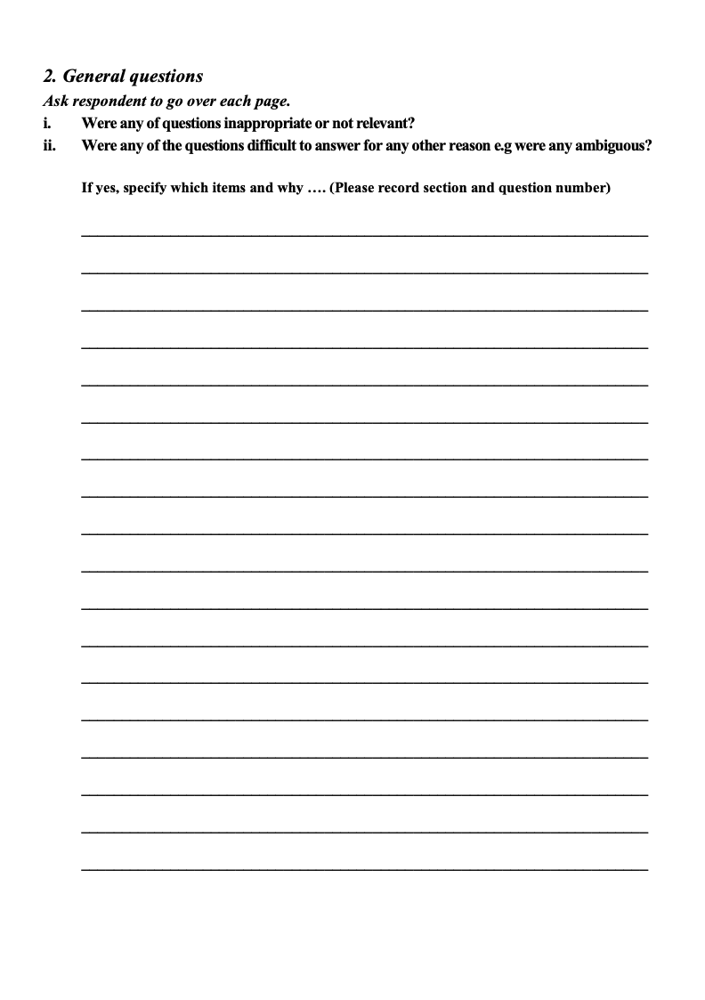 2. General questions
Ask respondent to go over each page.
i. Were any of questions inappropriate or not relevant?
ii. Were any of the questions difficult to answer for any other reason e.g were any ambiguous?
If yes, specify which items and why …. (Please record section and question number)